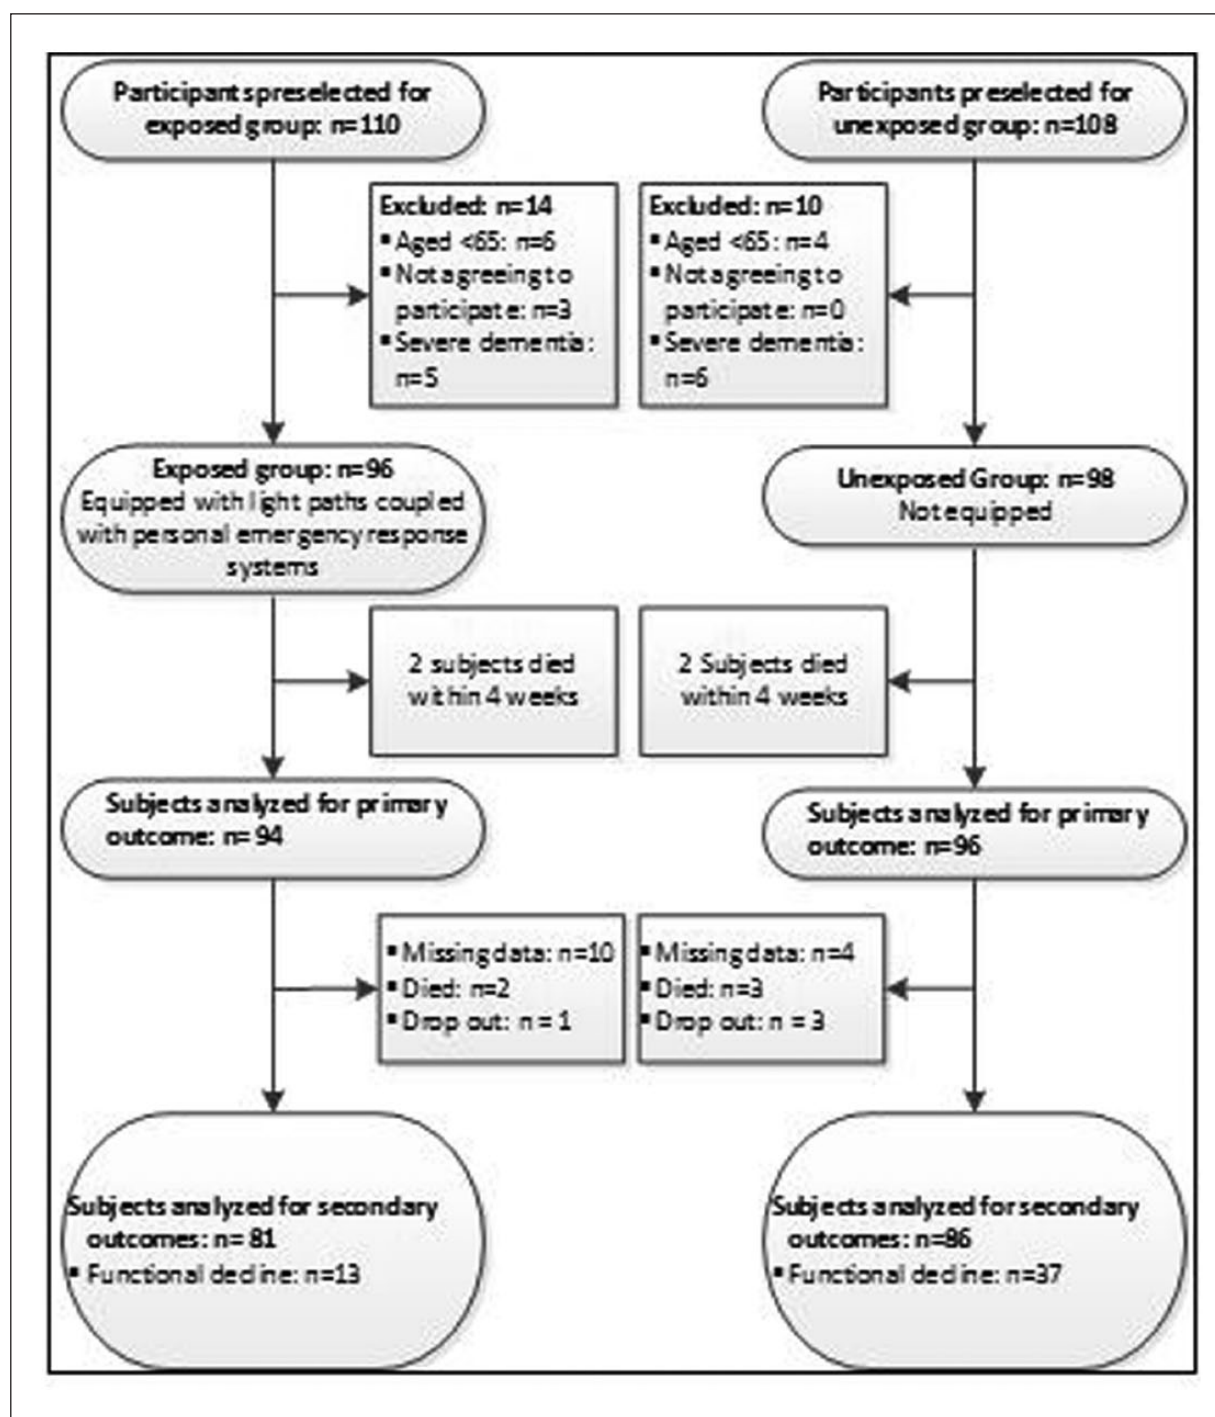 Participants preselected for
exposed group: n=110
Participants preselected for
unexposed group: n=108
Excluded: n=14
▪ Aged <65: n=6
▪ Not agreeing to
participate: n=3
▪ Severe dementia:
n=5
Excluded: n=10
▪ Aged <65: n=4
▪ Not agreeing to
participate: n=0
▪ Severe dementia:
n=6
Exposed group: n=96
Equipped with light paths coupled
with personal emergency response
systems
Unexposed Group: n=98
Not equipped
2 subjects died
within 4 weeks
2 Subjects died
within 4 weeks
Subjects analyzed for primary
outcome: n= 94
Subjects analyzed for primary
outcome: n=96
▪ Missing data: n=10
▪ Died: n=2
▪ Drop out: n = 1
▪ Missing data: n=4
▪ Died: n=3
▪ Drop out: n = 3
Subjects analyzed for secondary
outcomes: n= 81
▪ Functional decline: n=13
Subjects analyzed for secondary
outcomes: n=86
▪ Functional decline: n=37